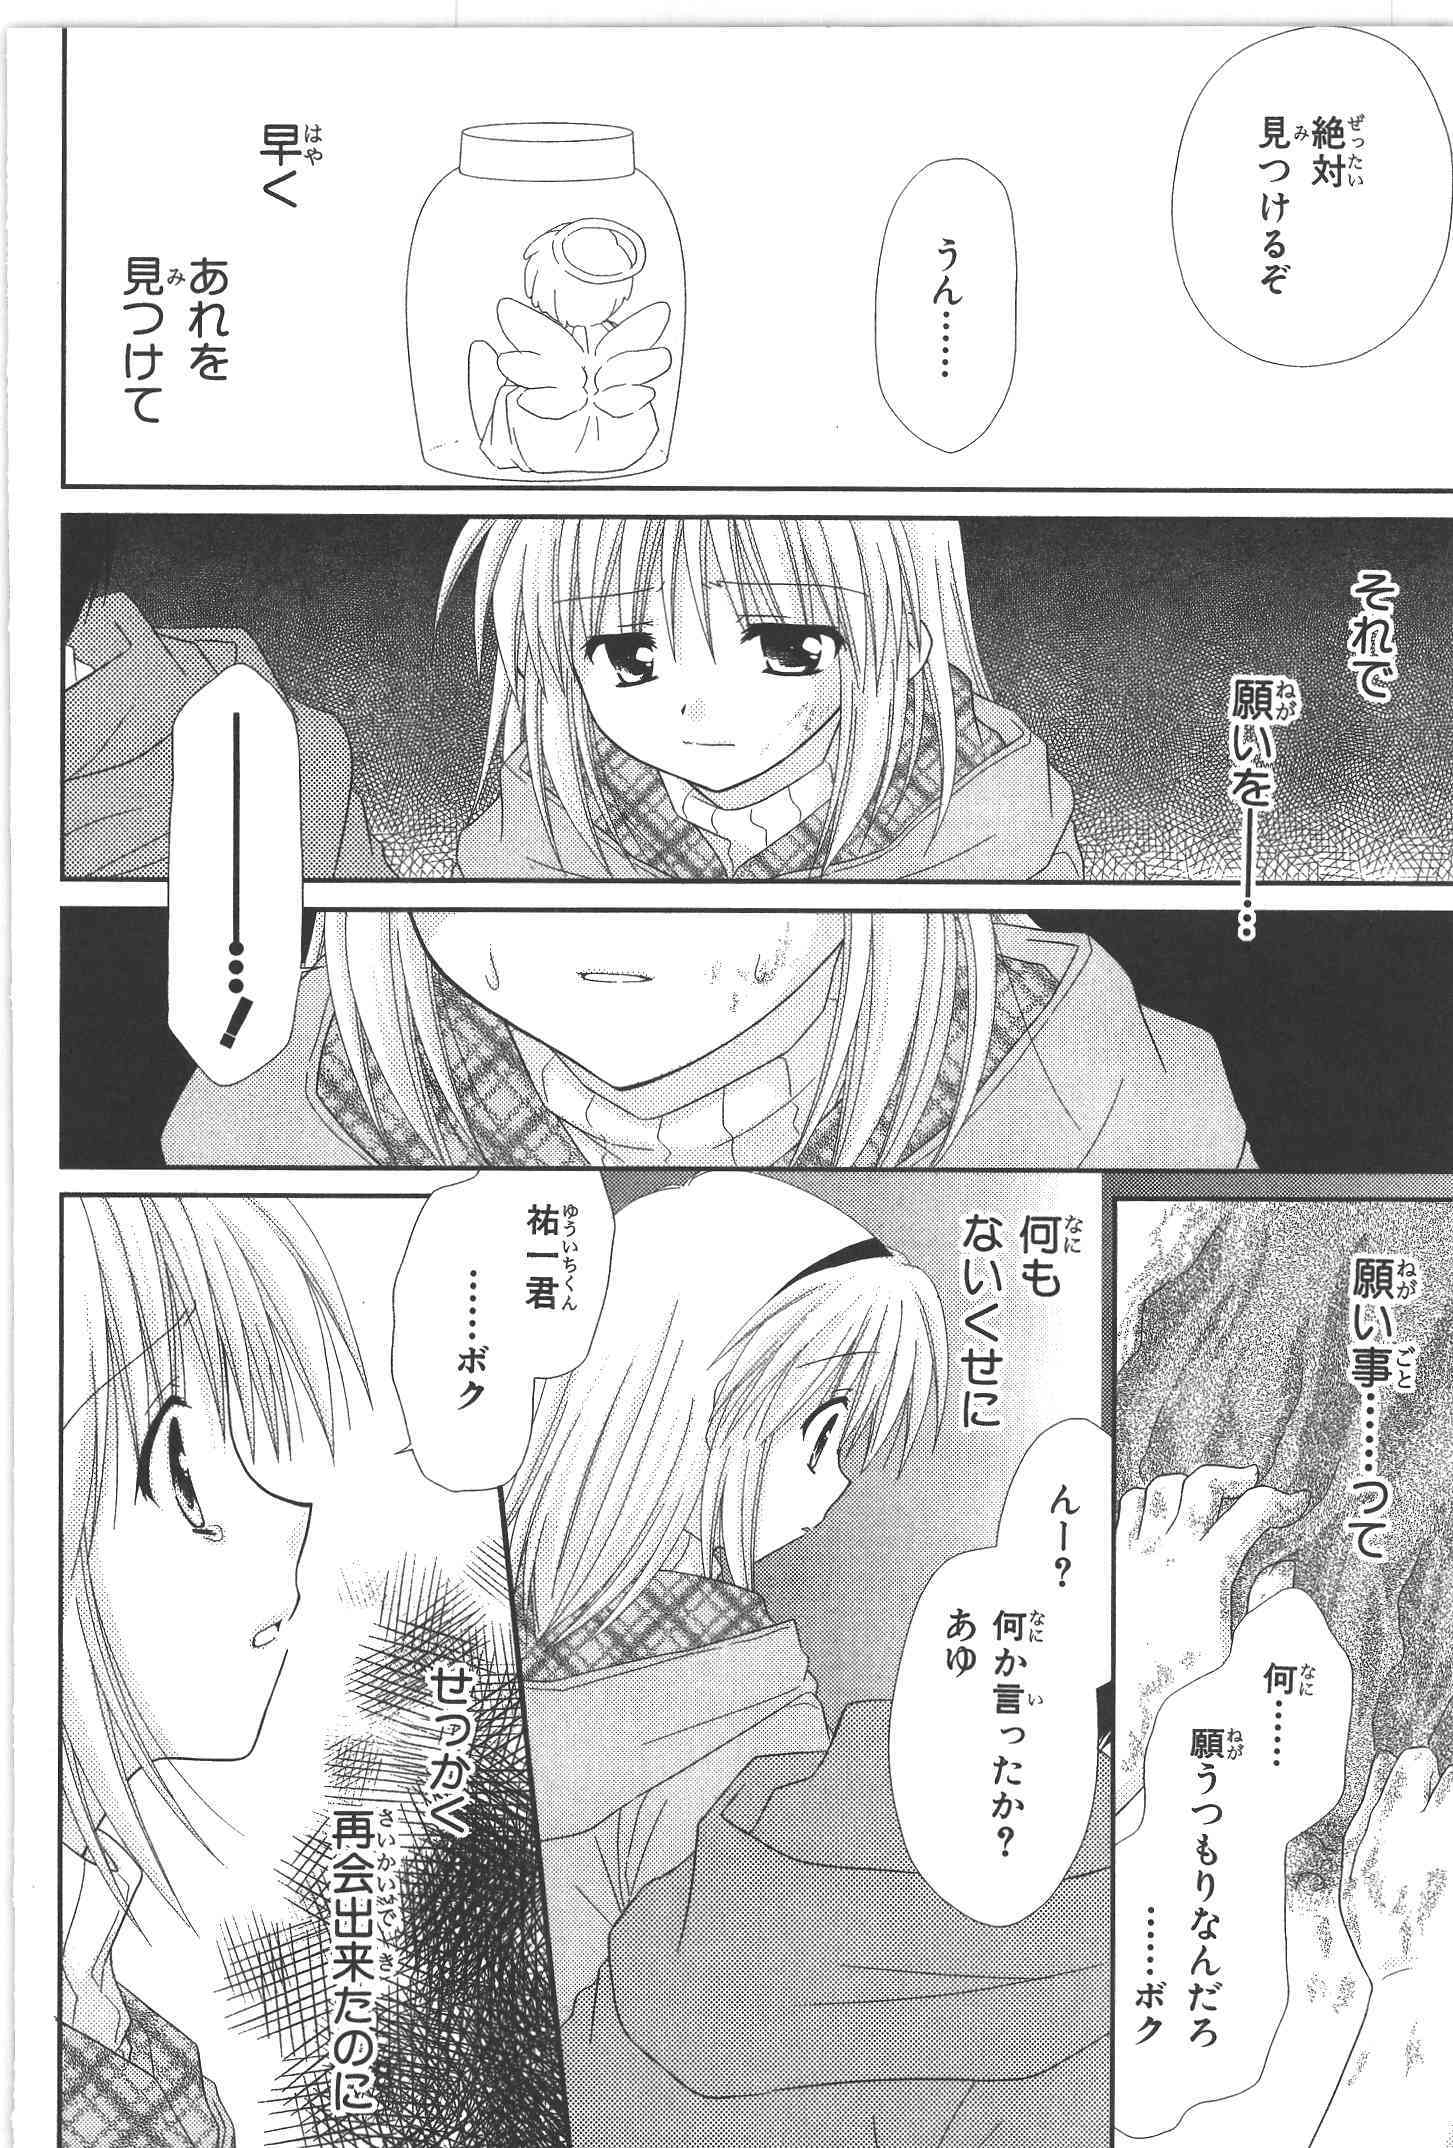 絶対
見つけるぞ
うん……
早く
あれを
見つけて
それで
願いを――…
――…!
願い事……って
何……
願うつもりなんだろ
……ボク
何も
ないくせに
んー?
何か言ったか?
あゆ
祐一君
……ボク
せっかく
再会出来たのに